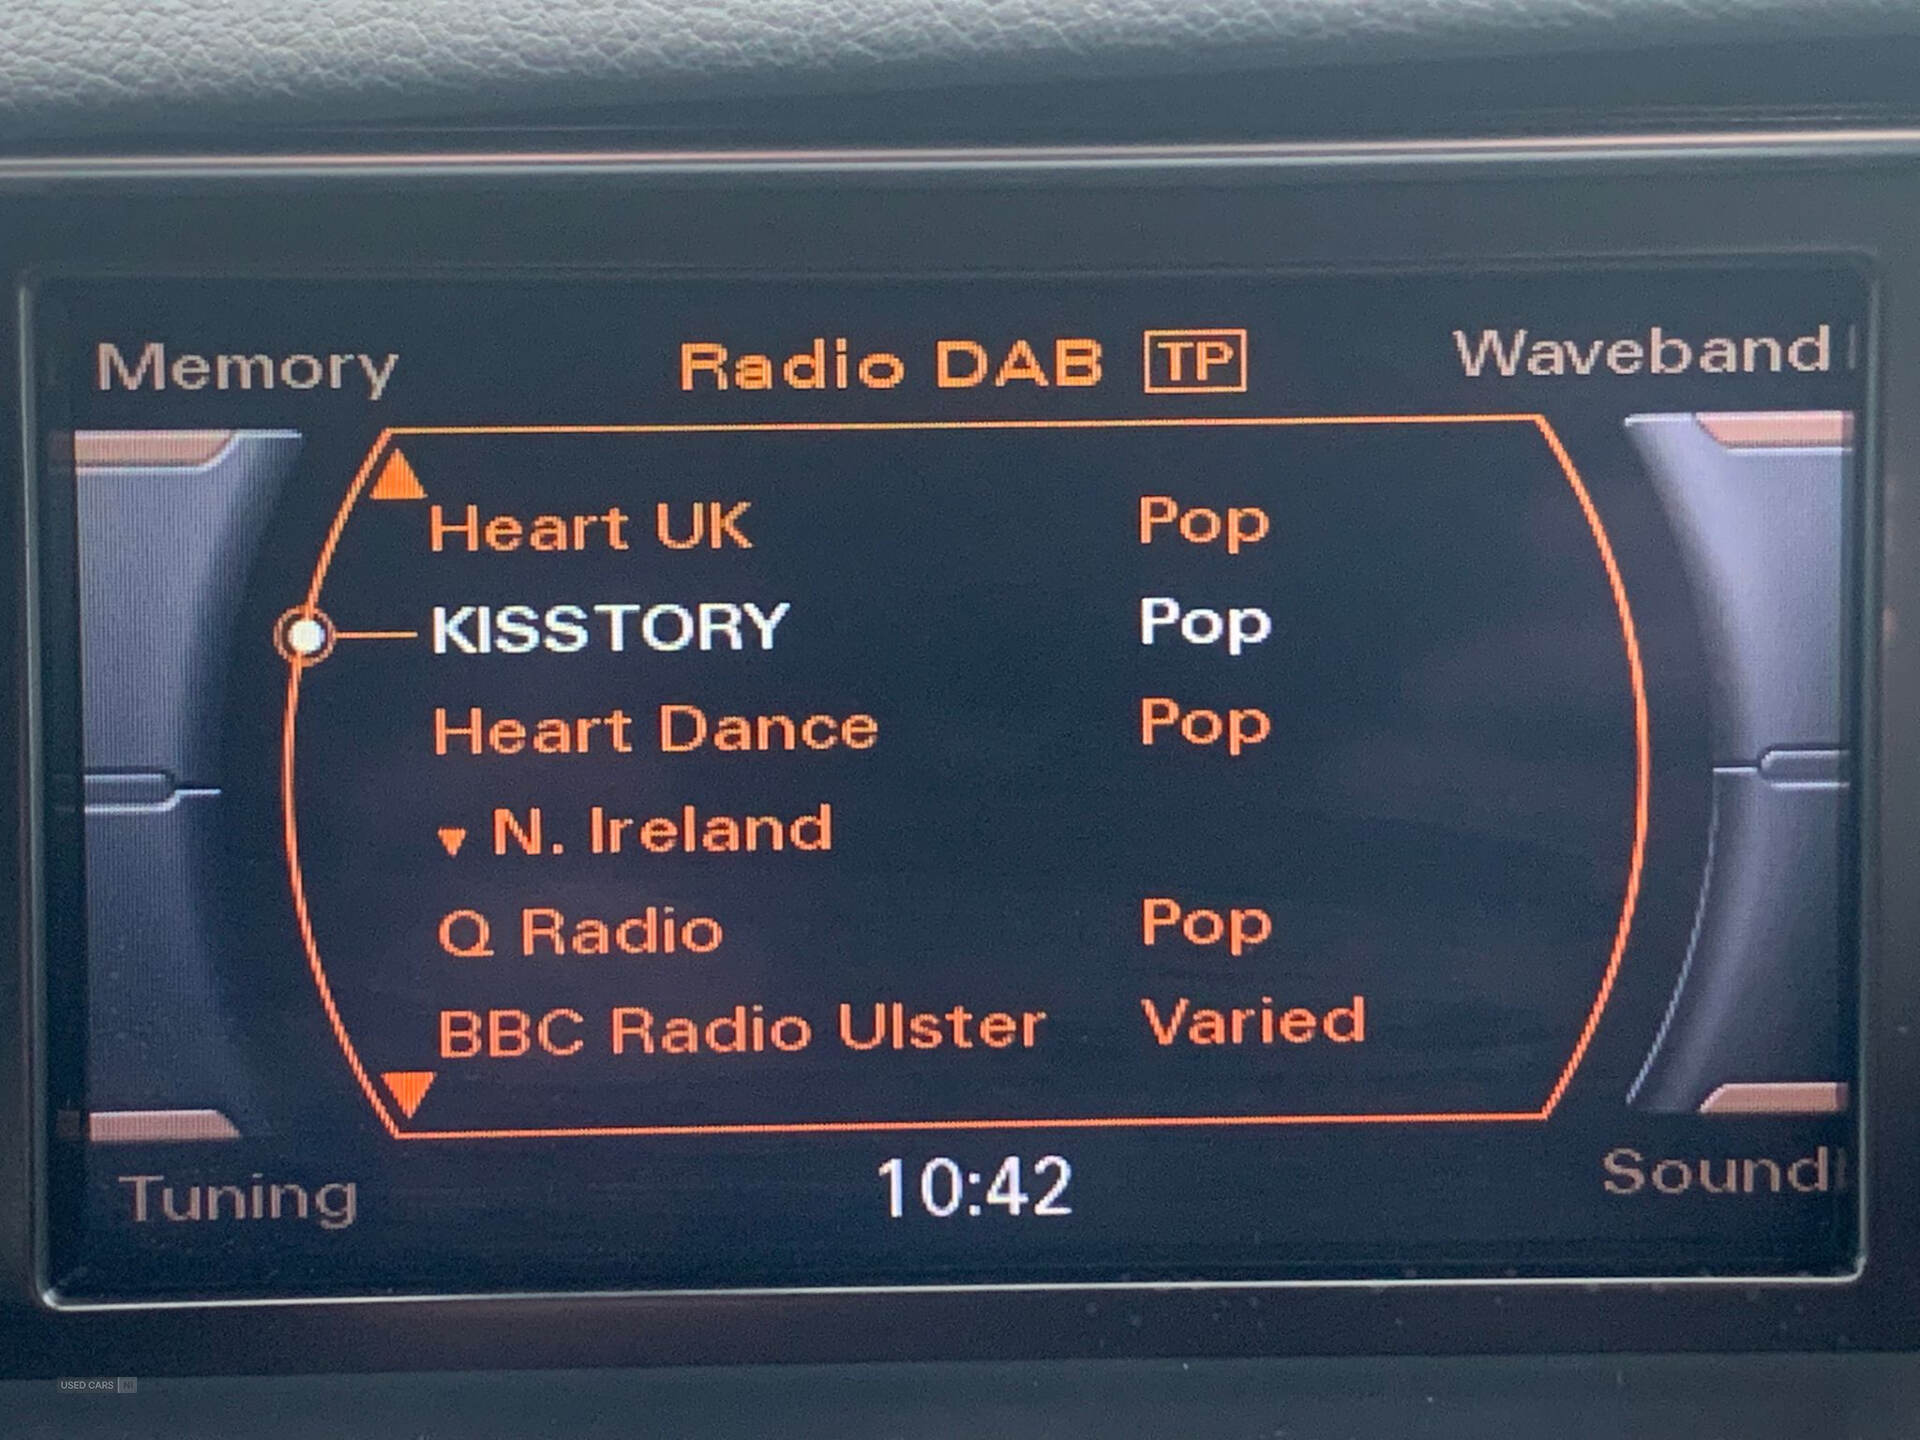 Memory Radio DAB TP Waveband
Heart UK Pop
KISSTORY Pop
Heart Dance Pop
▼ N. Ireland
Q Radio Pop
BBC Radio Ulster Varied
Tuning 10:42 Sound
USED CARS NI